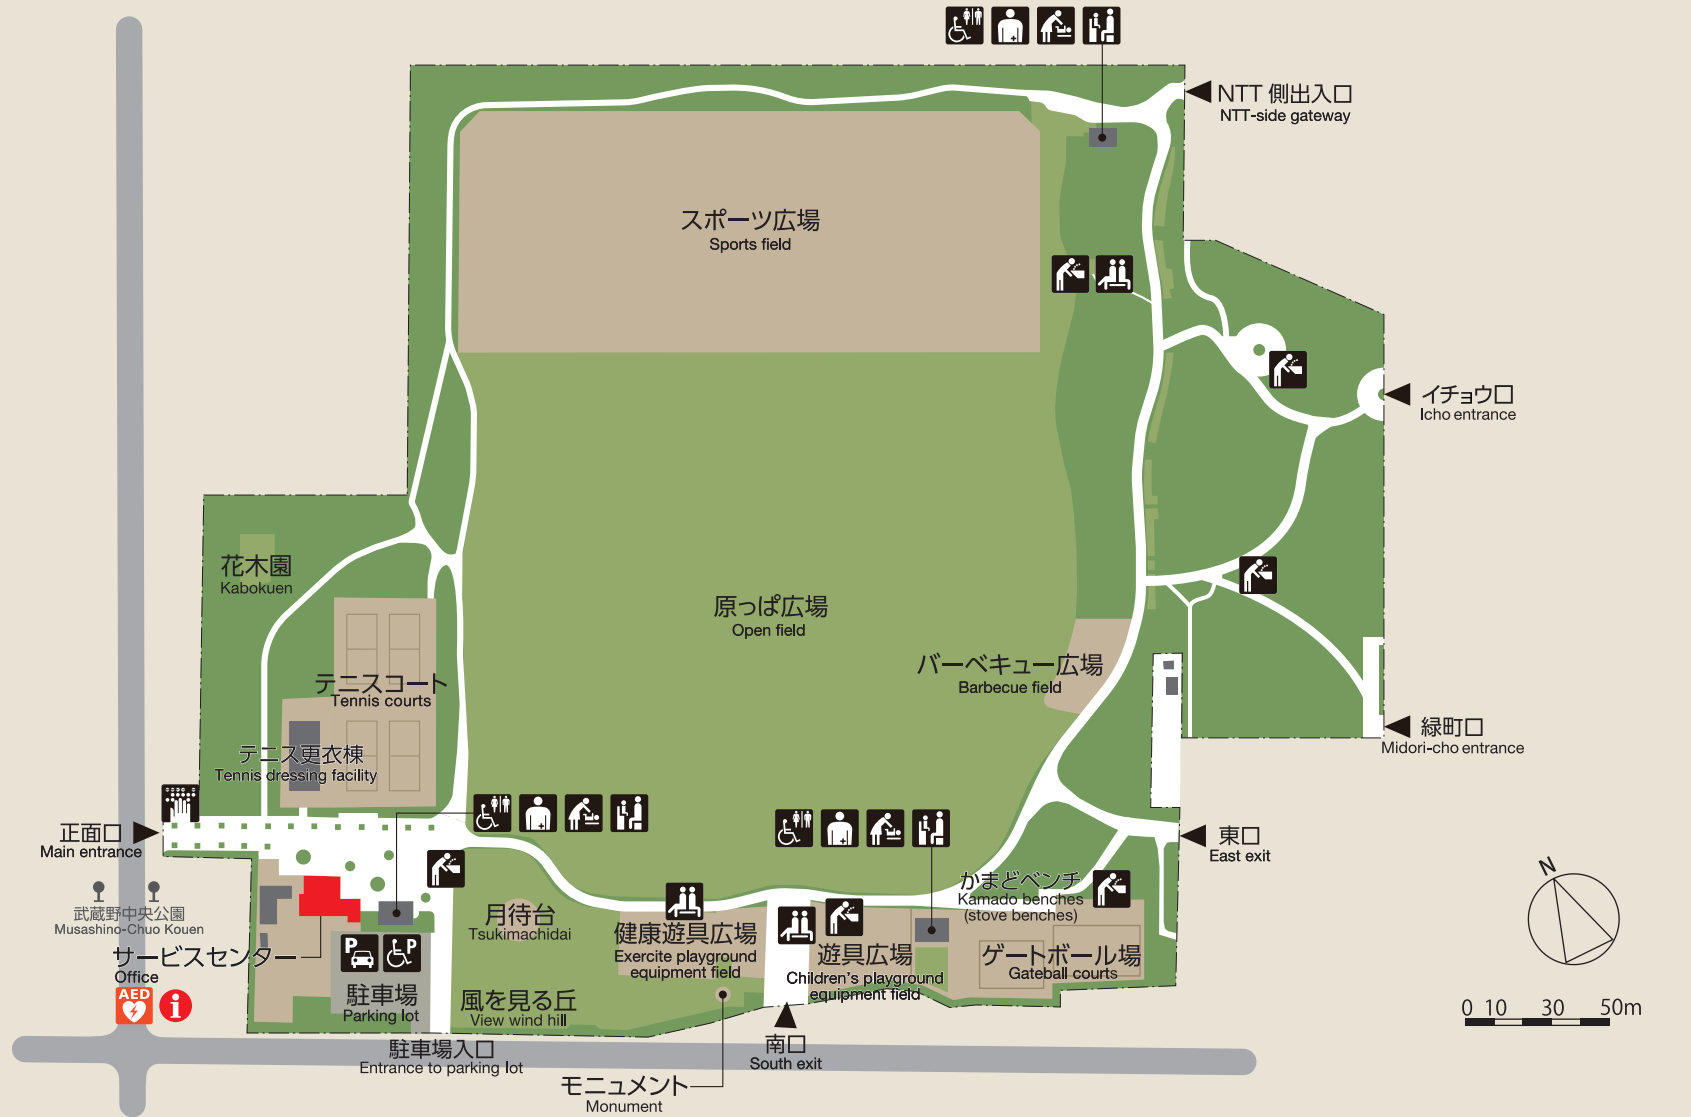 NTT 側出入口
NTT-side gateway
スポーツ広場
Sports field
イチョウ口
Icho entrance
花木園
Kabokuen
原っぱ広場
Open field
バーベキュー広場
Barbecue field
テニスコート
Tennis courts
緑町口
Midori-cho entrance
テニス更衣棟
Tennis dressing facility
正面口
Main entrance
東口
East exit
武蔵野中央公園
Musashino-Chuo Kouen
かまどベンチ
Kamado benches
(stove benches)
月待台
Tsukimachidai
健康遊具広場
Exercite playground
equipment field
遊具広場
Children's playground
equipment field
ゲートボール場
Gateball courts
サービスセンター
Office
AED
i
P
P
駐車場
Parking lot
風を見る丘
View wind hill
駐車場入口
Entrance to parking lot
南口
South exit
モニュメント
Monument
N
0 10 30 50m